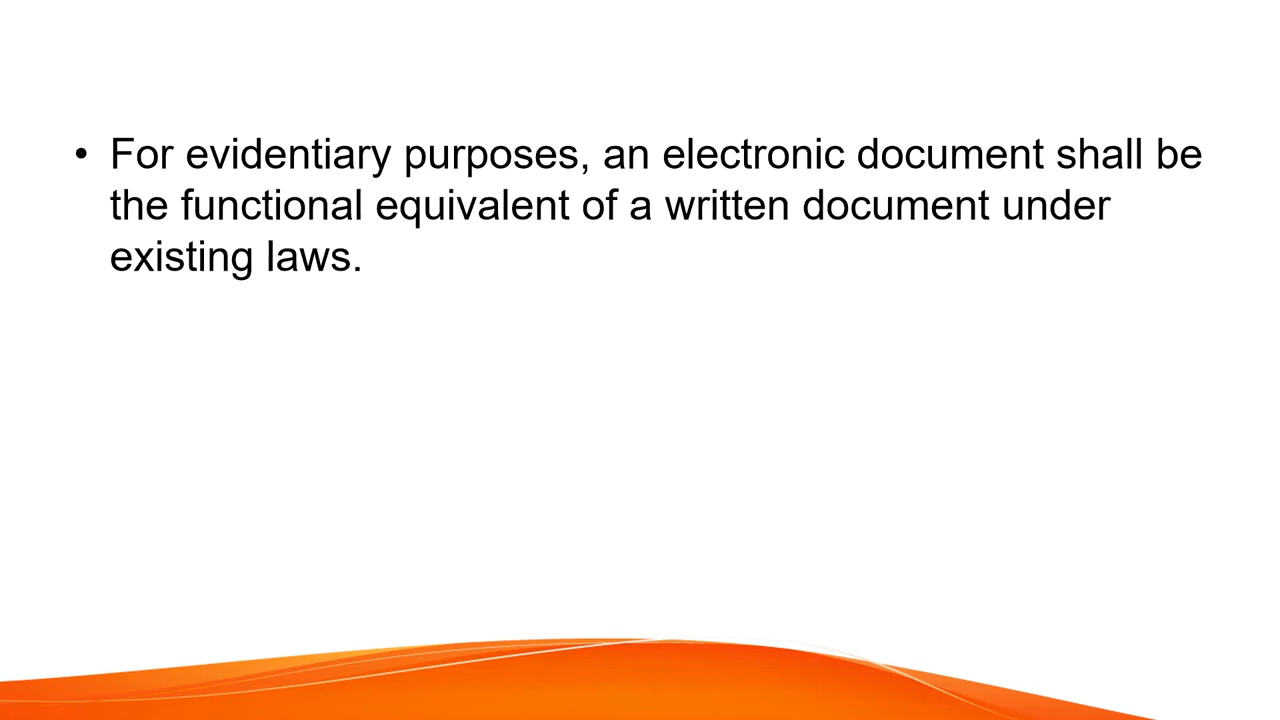 • For evidentiary purposes, an electronic document shall be
the functional equivalent of a written document under
existing laws.